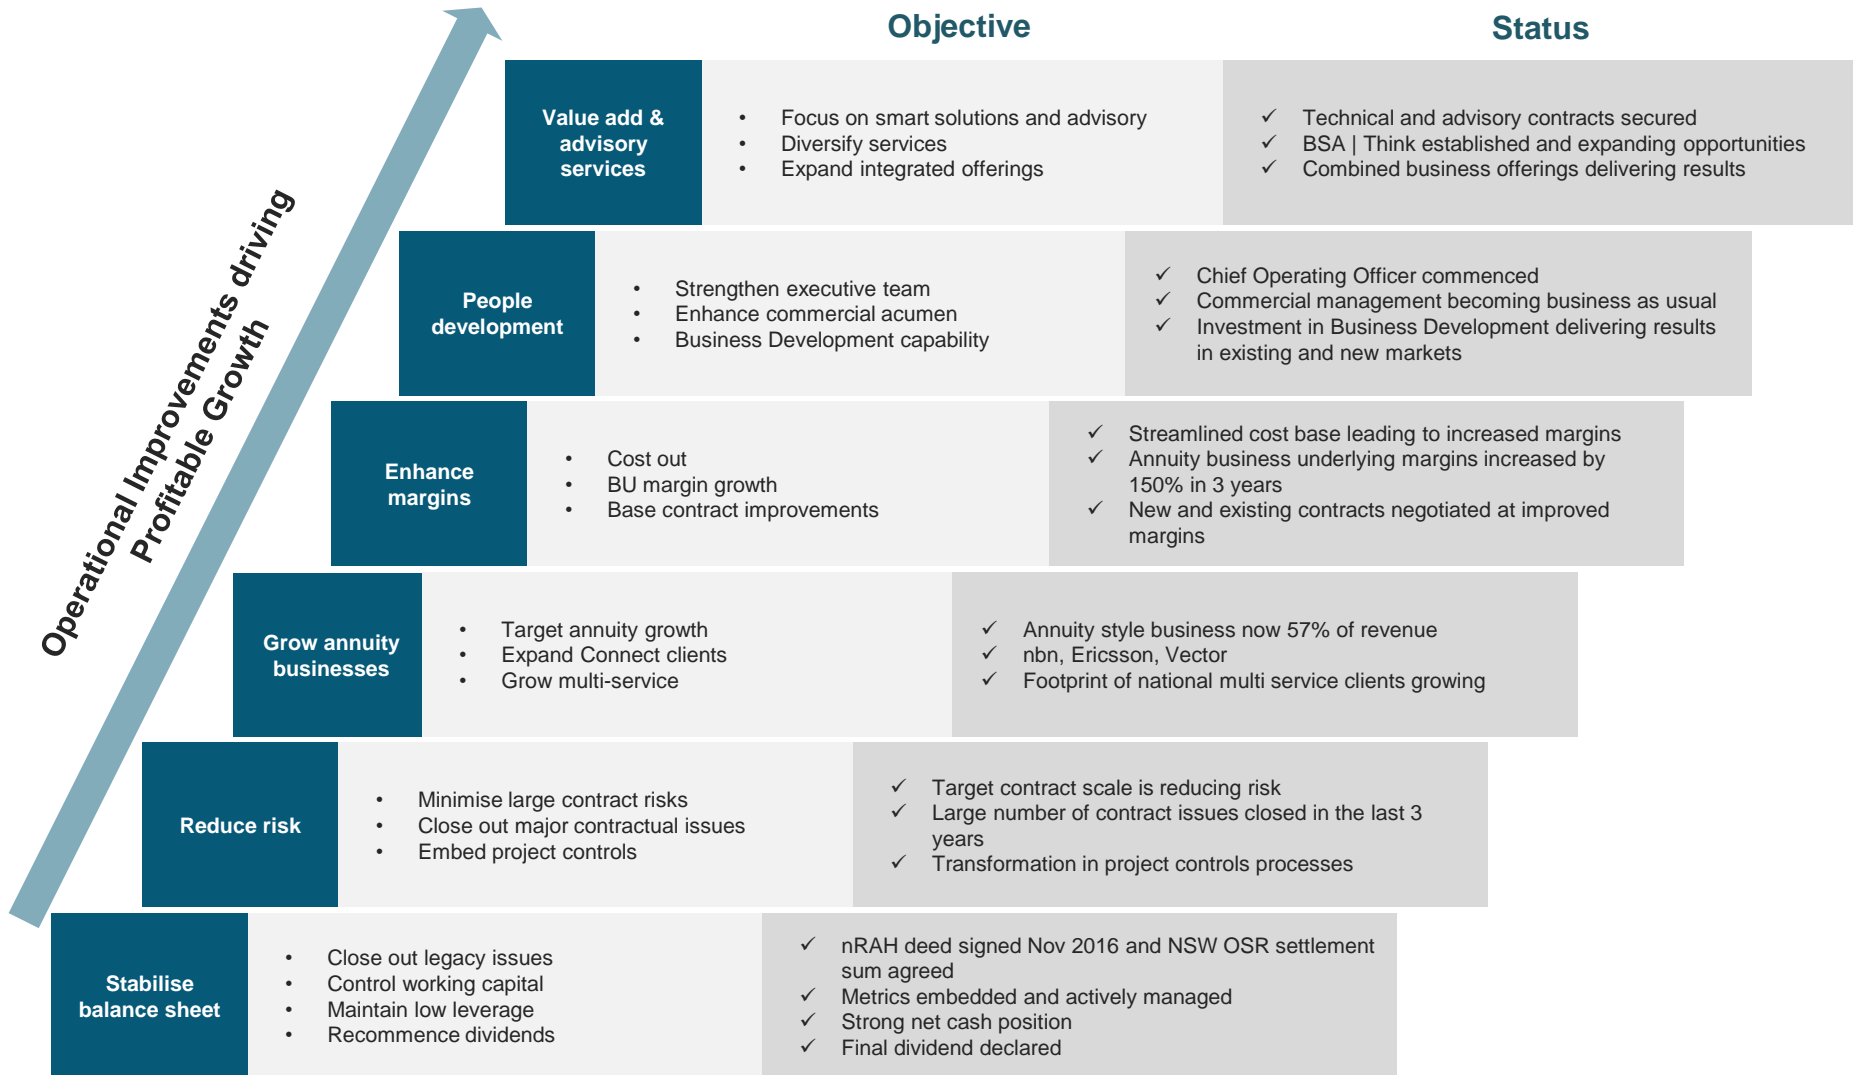 Objective
Status
Operational Improvements driving
Profitable Growth
Value add &
advisory
services
• Focus on smart solutions and advisory
• Diversify services
• Expand integrated offerings
✓ Technical and advisory contracts secured
✓ BSA | Think established and expanding opportunities
✓ Combined business offerings delivering results
People
development
• Strengthen executive team
• Enhance commercial acumen
• Business Development capability
✓ Chief Operating Officer commenced
✓ Commercial management becoming business as usual
✓ Investment in Business Development delivering results
in existing and new markets
Enhance
margins
• Cost out
• BU margin growth
• Base contract improvements
✓ Streamlined cost base leading to increased margins
✓ Annuity business underlying margins increased by
150% in 3 years
✓ New and existing contracts negotiated at improved
margins
Grow annuity
businesses
• Target annuity growth
• Expand Connect clients
• Grow multi-service
✓ Annuity style business now 57% of revenue
✓ nbn, Ericsson, Vector
✓ Footprint of national multi service clients growing
Reduce risk
• Minimise large contract risks
• Close out major contractual issues
• Embed project controls
✓ Target contract scale is reducing risk
✓ Large number of contract issues closed in the last 3
years
✓ Transformation in project controls processes
Stabilise
balance sheet
• Close out legacy issues
• Control working capital
• Maintain low leverage
• Recommence dividends
✓ nRAH deed signed Nov 2016 and NSW OSR settlement
sum agreed
✓ Metrics embedded and actively managed
✓ Strong net cash position
✓ Final dividend declared